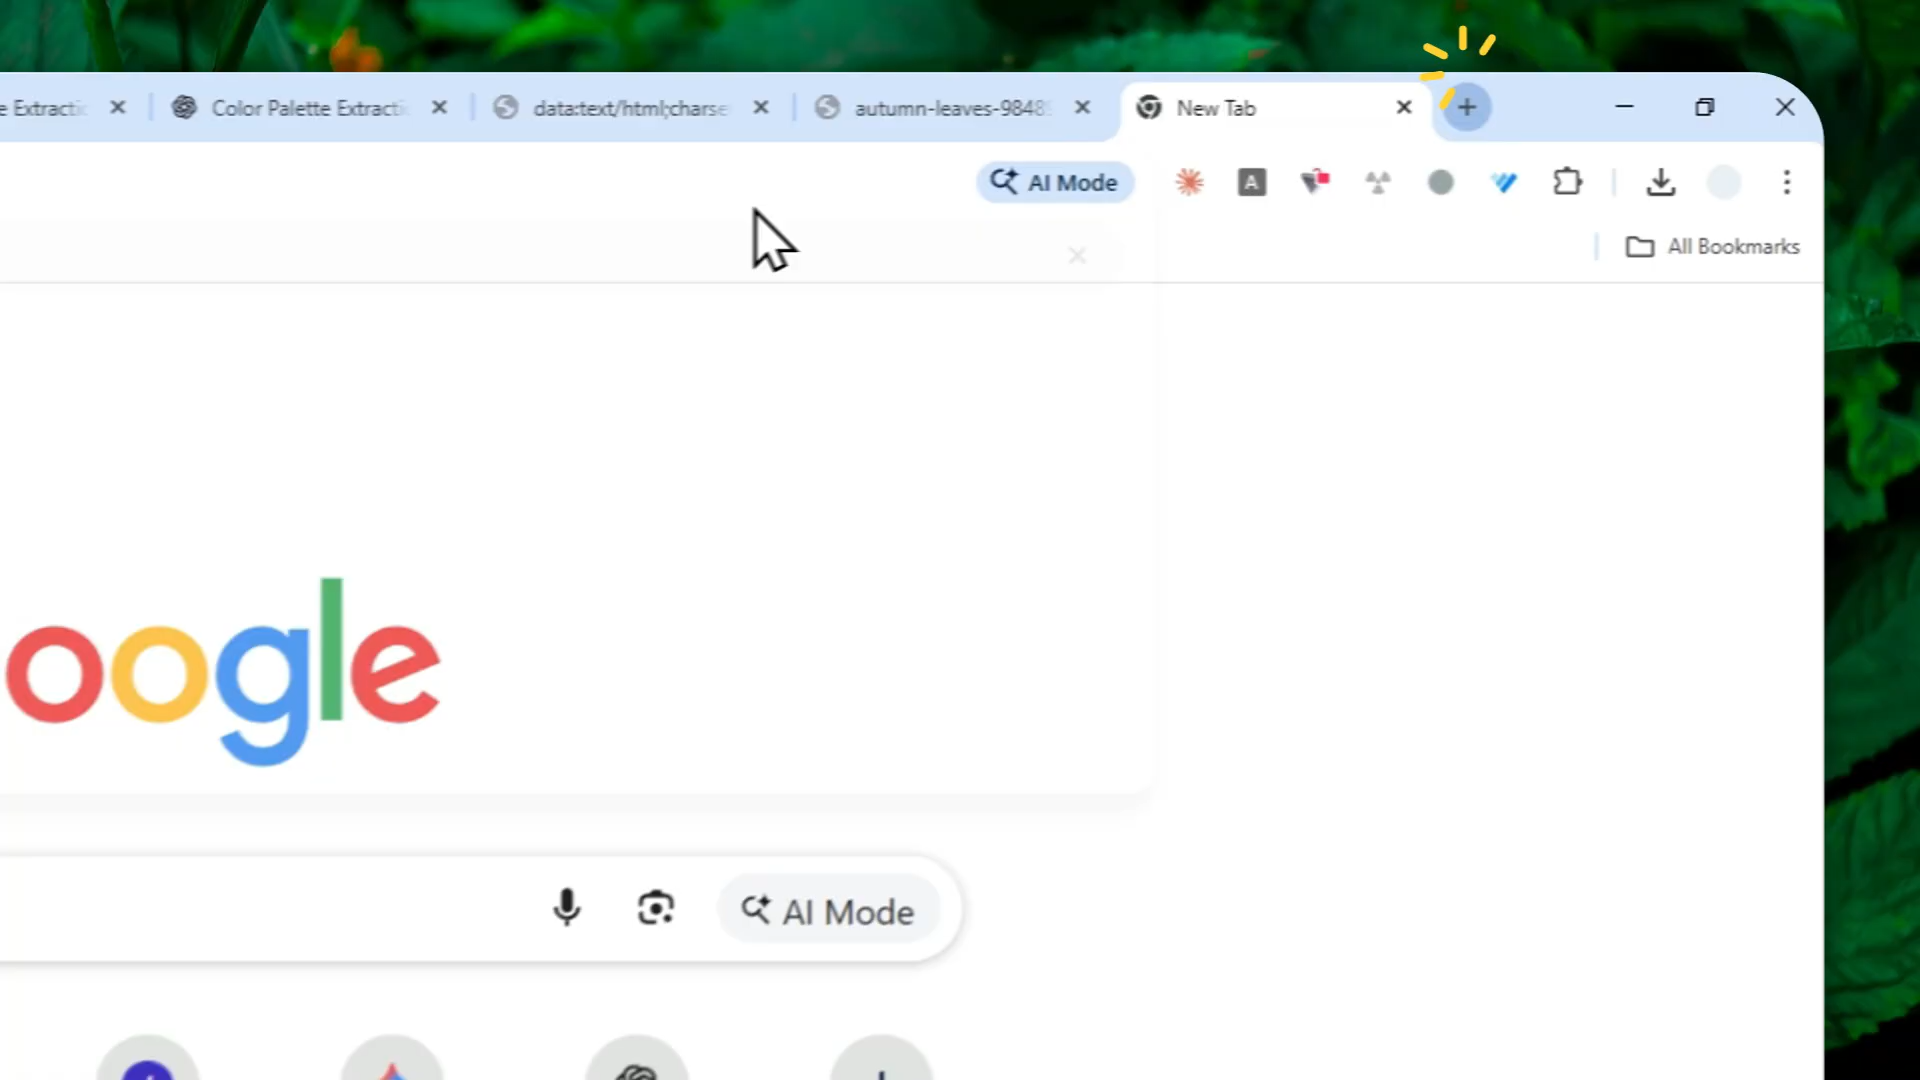 e Extracti
Color Palette Extracti
data:text/html;charse
autumn-leaves-9848
New Tab
AI Mode
A
All Bookmarks
oogle
AI Mode